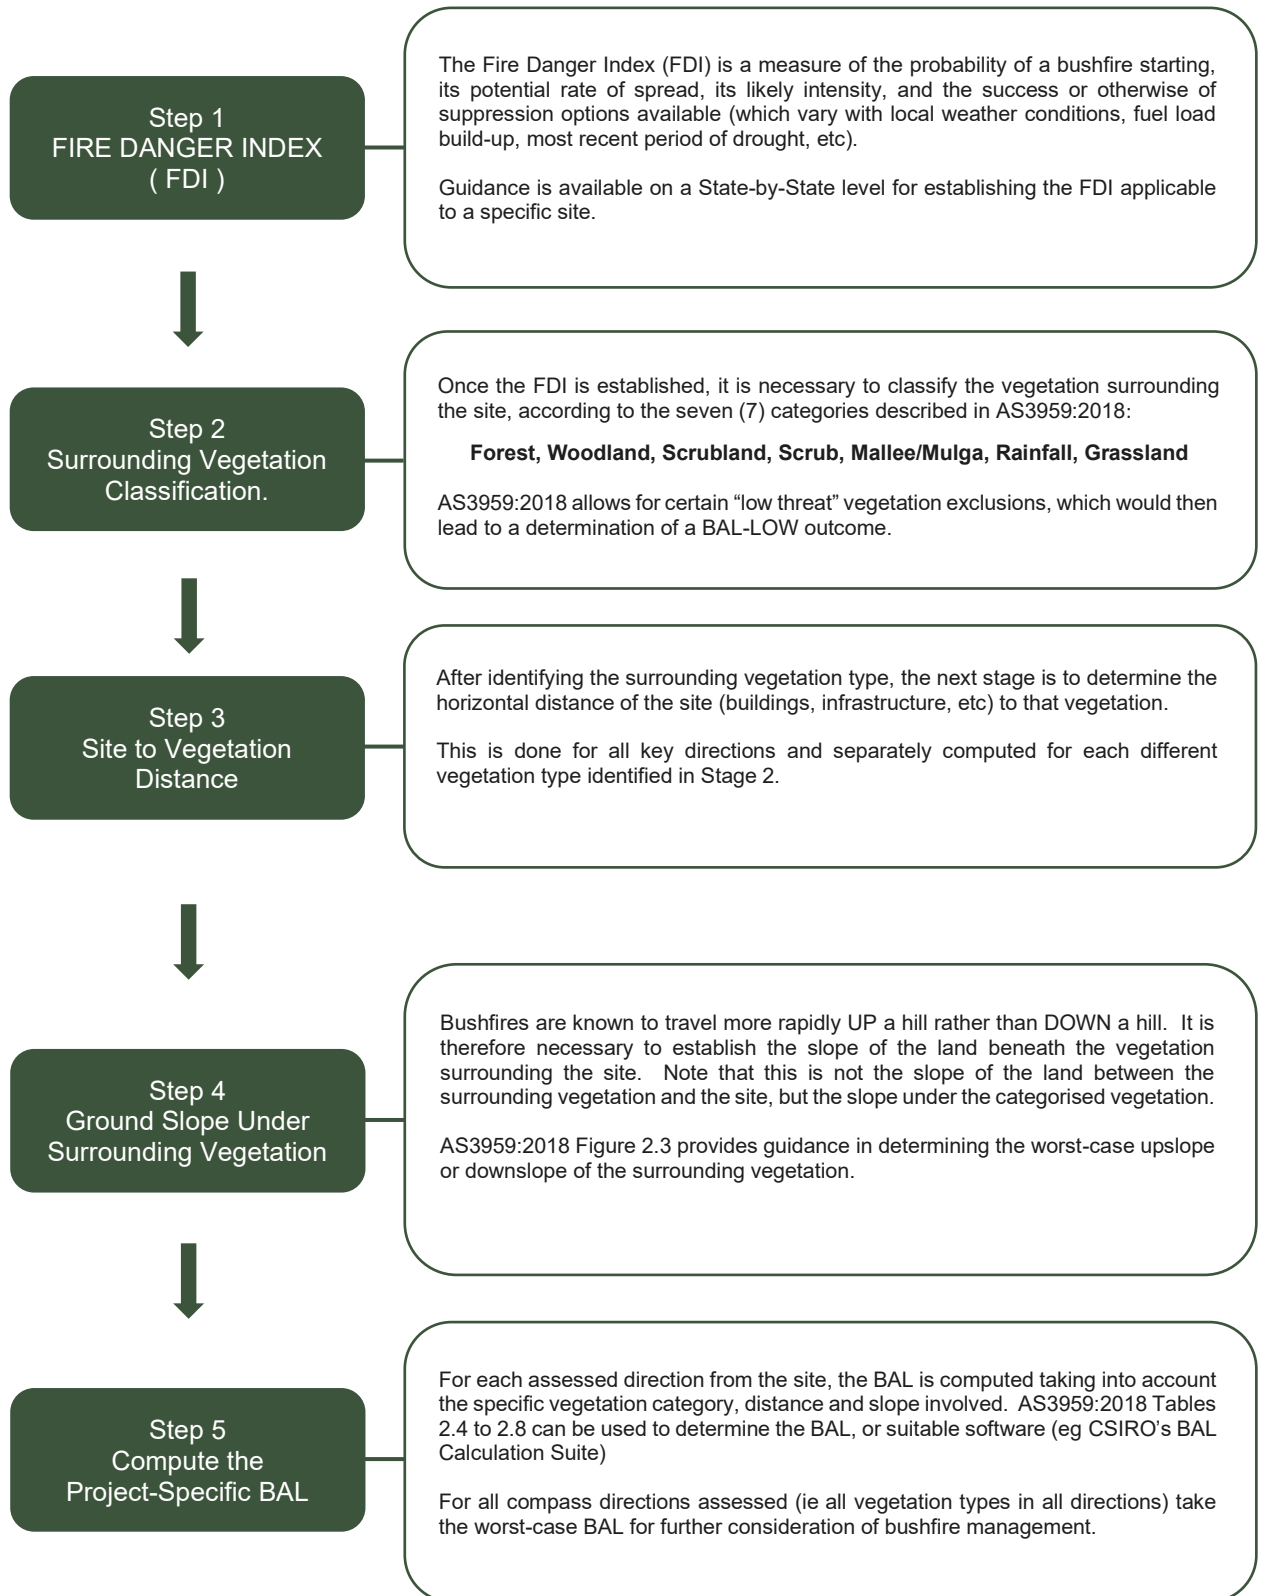 Step 1
FIRE DANGER INDEX
( FDI )
The Fire Danger Index (FDI) is a measure of the probability of a bushfire starting,
its potential rate of spread, its likely intensity, and the success or otherwise of
suppression options available (which vary with local weather conditions, fuel load
build-up, most recent period of drought, etc).
Guidance is available on a State-by-State level for establishing the FDI applicable
to a specific site.
Step 2
Surrounding Vegetation
Classification.
Once the FDI is established, it is necessary to classify the vegetation surrounding
the site, according to the seven (7) categories described in AS3959:2018:
Forest, Woodland, Scrubland, Scrub, Mallee/Mulga, Rainfall, Grassland
AS3959:2018 allows for certain “low threat” vegetation exclusions, which would then
lead to a determination of a BAL-LOW outcome.
Step 3
Site to Vegetation
Distance
After identifying the surrounding vegetation type, the next stage is to determine the
horizontal distance of the site (buildings, infrastructure, etc) to that vegetation.
This is done for all key directions and separately computed for each different
vegetation type identified in Stage 2.
Step 4
Ground Slope Under
Surrounding Vegetation
Bushfires are known to travel more rapidly UP a hill rather than DOWN a hill. It is
therefore necessary to establish the slope of the land beneath the vegetation
surrounding the site. Note that this is not the slope of the land between the
surrounding vegetation and the site, but the slope under the categorised vegetation.
AS3959:2018 Figure 2.3 provides guidance in determining the worst-case upslope
or downslope of the surrounding vegetation.
Step 5
Compute the
Project-Specific BAL
For each assessed direction from the site, the BAL is computed taking into account
the specific vegetation category, distance and slope involved. AS3959:2018 Tables
2.4 to 2.8 can be used to determine the BAL, or suitable software (eg CSIRO’s BAL
Calculation Suite)
For all compass directions assessed (ie all vegetation types in all directions) take
the worst-case BAL for further consideration of bushfire management.